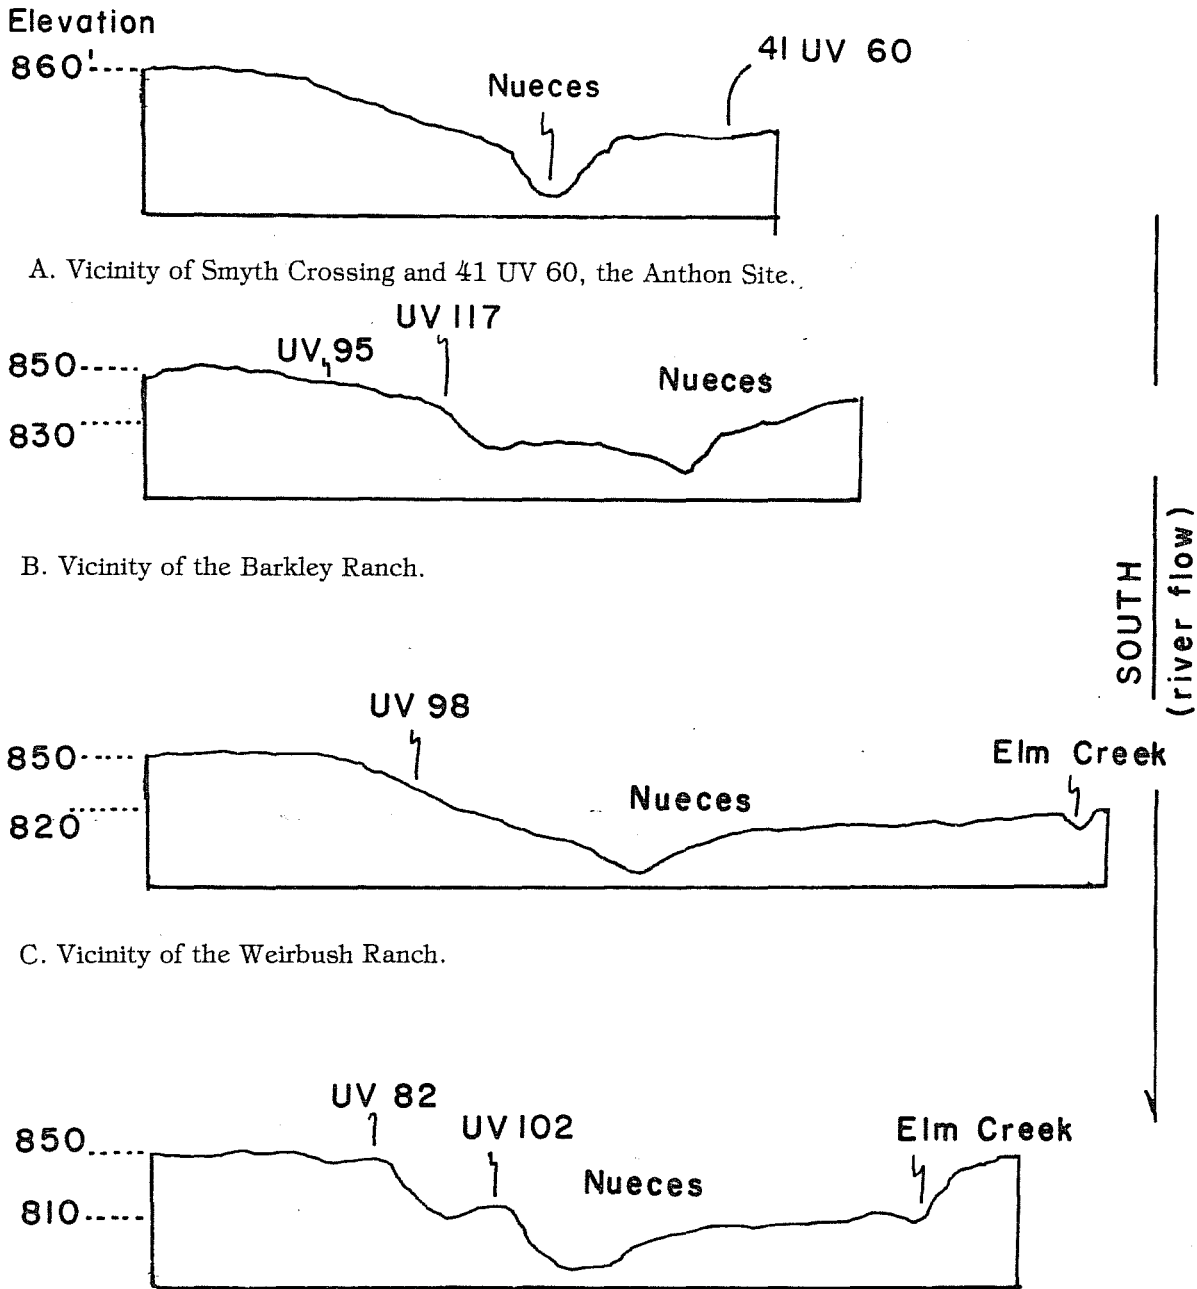 Elevation
860'
Nueces
41 UV 60
A. Vicinity of Smyth Crossing and 41 UV 60, the Anthon Site.
UV 117
UV 95
850
Nueces
830
B. Vicinity of the Barkley Ranch.
SOUTH
(river flow)
UV 98
850
Elm Creek
Nueces
820
C. Vicinity of the Weirbush Ranch.
UV 82
UV 102
Elm Creek
850
Nueces
810